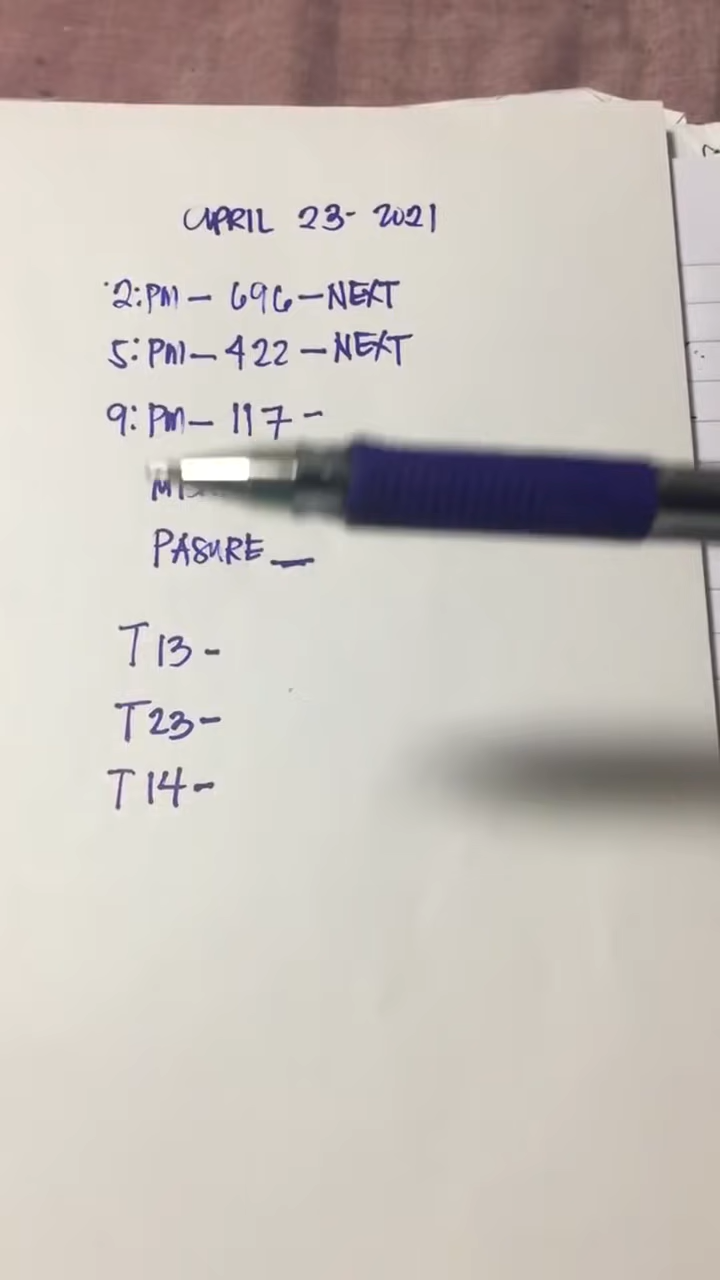 APRIL 23- 2021
2:PM - 696 - NEXT
5:PM - 422 - NEXT
9:PM - 117 -
PASURE _
T13 -
T23 -
T14 -